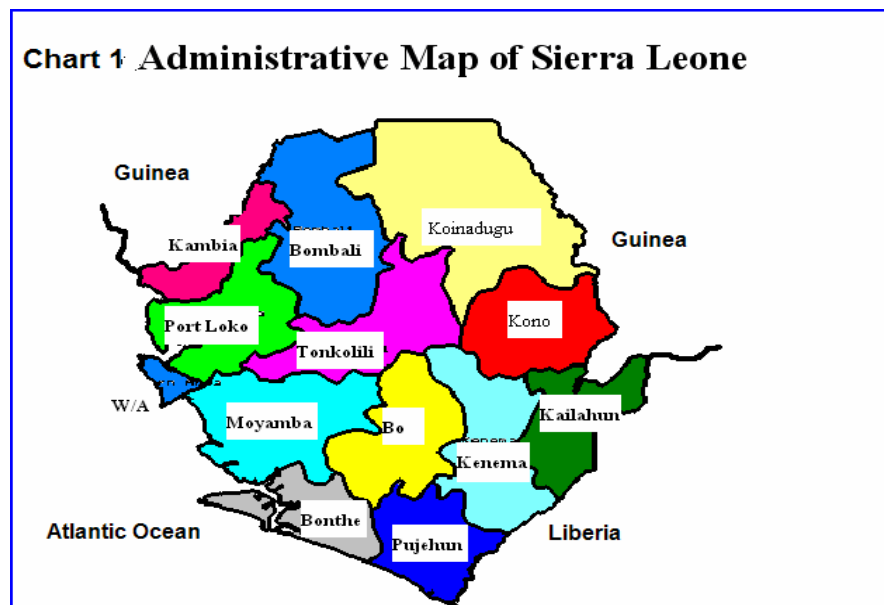 Chart 1 Administrative Map of Sierra Leone
Guinea
Koinadugu
Kambia
Bombali
Guinea
Port Loko
Kono
Tonkolili
W/A
Moyamba
Bo
Kailahun
Kenema
Atlantic Ocean
Bonthe
Liberia
Pujehun